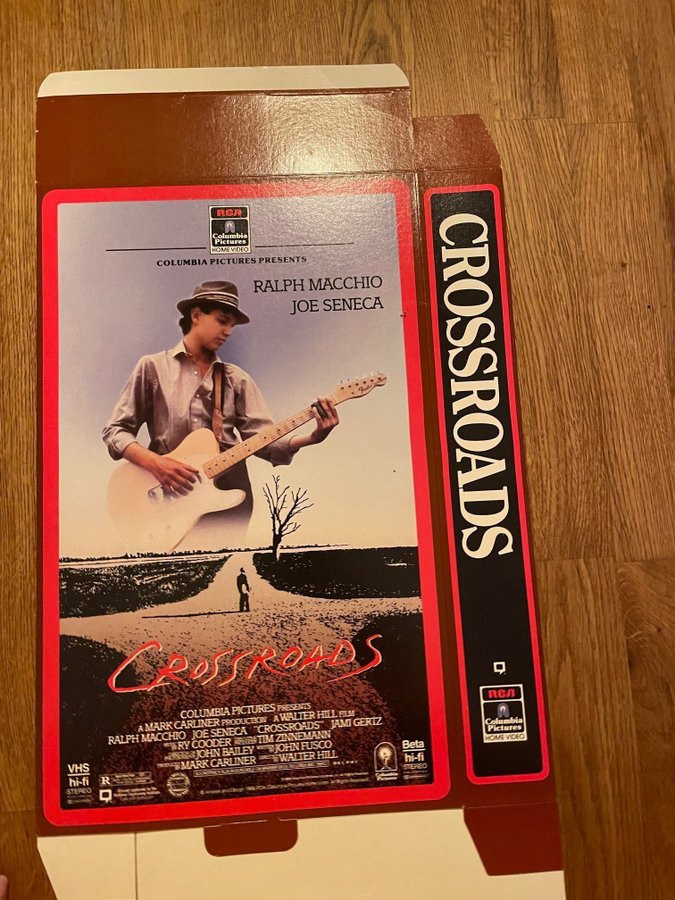 RCA
Columbia
Pictures
HOME VIDEO
COLUMBIA PICTURES PRESENTS
RALPH MACCHIO
JOE SENECA
CROSSROADS
COLUMBIA PICTURES PRESENTS
A MARK CARLINER PRODUCTION A WALTER HILL FILM
RALPH MACCHIO JOE SENECA "CROSSROADS" JAMI GERTZ
RY COODER TIM ZINNEMANN
JOHN BAILEY JOHN FUSCO
MARK CARLINER WALTER HILL
VHS
hi-fi
STEREO
R
Beta
hi-fi
STEREO
Columbia
Pictures
CROSSROADS
RCA
Columbia
Pictures
HOME VIDEO